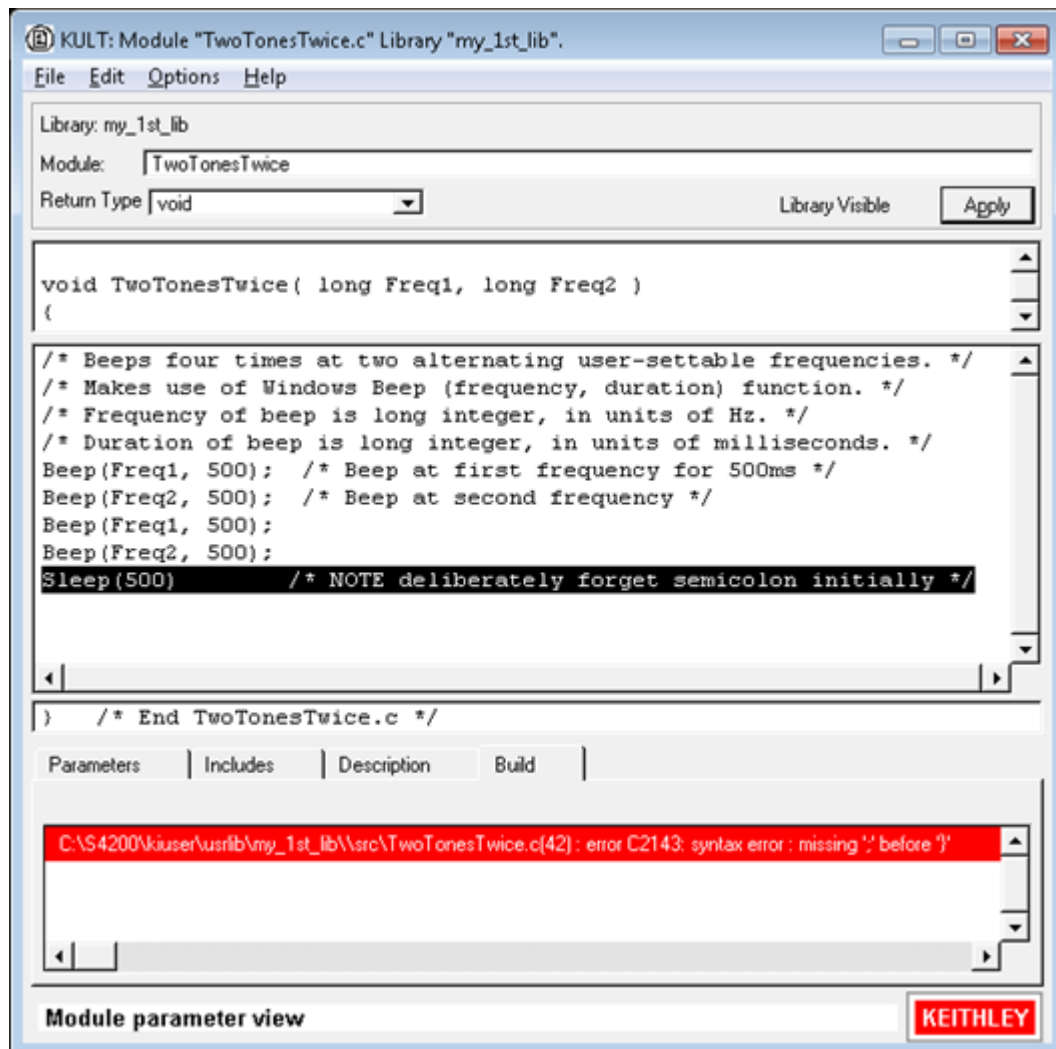 KULT: Module "TwoTonesTwice.c" Library "my_1st_lib".
File Edit Options Help
Library: my_1st_lib
Module: TwoTonesTwice
Return Type void Library Visible Apply
void TwoTonesTwice( long Freq1, long Freq2 )
{
/* Beeps four times at two alternating user-settable frequencies. */
/* Makes use of Windows Beep (frequency, duration) function. */
/* Frequency of beep is long integer, in units of Hz. */
/* Duration of beep is long integer, in units of milliseconds. */
Beep(Freq1, 500); /* Beep at first frequency for 500ms */
Beep(Freq2, 500); /* Beep at second frequency */
Beep(Freq1, 500);
Beep(Freq2, 500);
Sleep(500) /* NOTE deliberately forget semicolon initially */
} /* End TwoTonesTwice.c */
Parameters Includes Description Build
C:\S4200\kiuser\usrlib\my_1st_lib\\src\TwoTonesTwice.c(42) : error C2143: syntax error : missing ';' before '}'
Module parameter view KEITHLEY